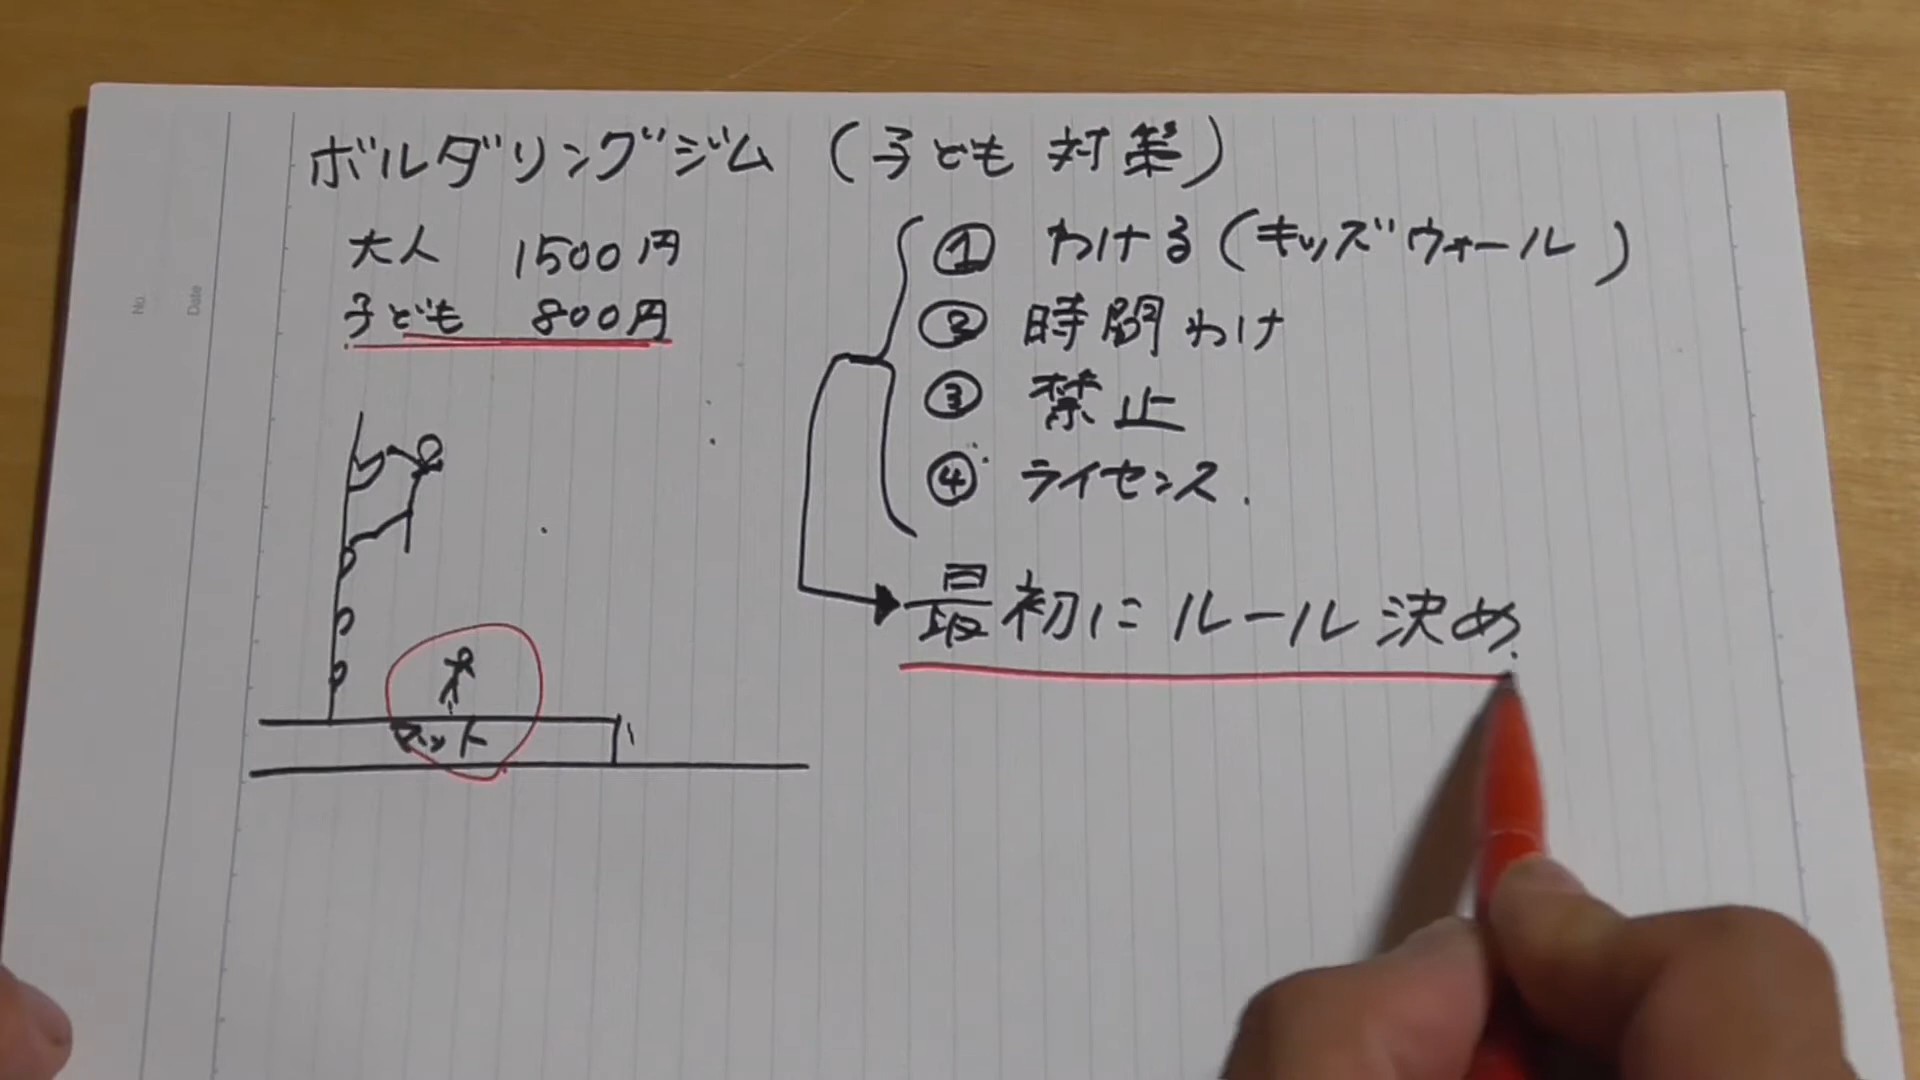 No.
Date
ボルダリングジム（子ども対策）
大人 1500円
子ども 800円
① わける（キッズウォール）
② 時間わけ
③ 禁止
④ ライセンス.
最初にルール決め.
マット